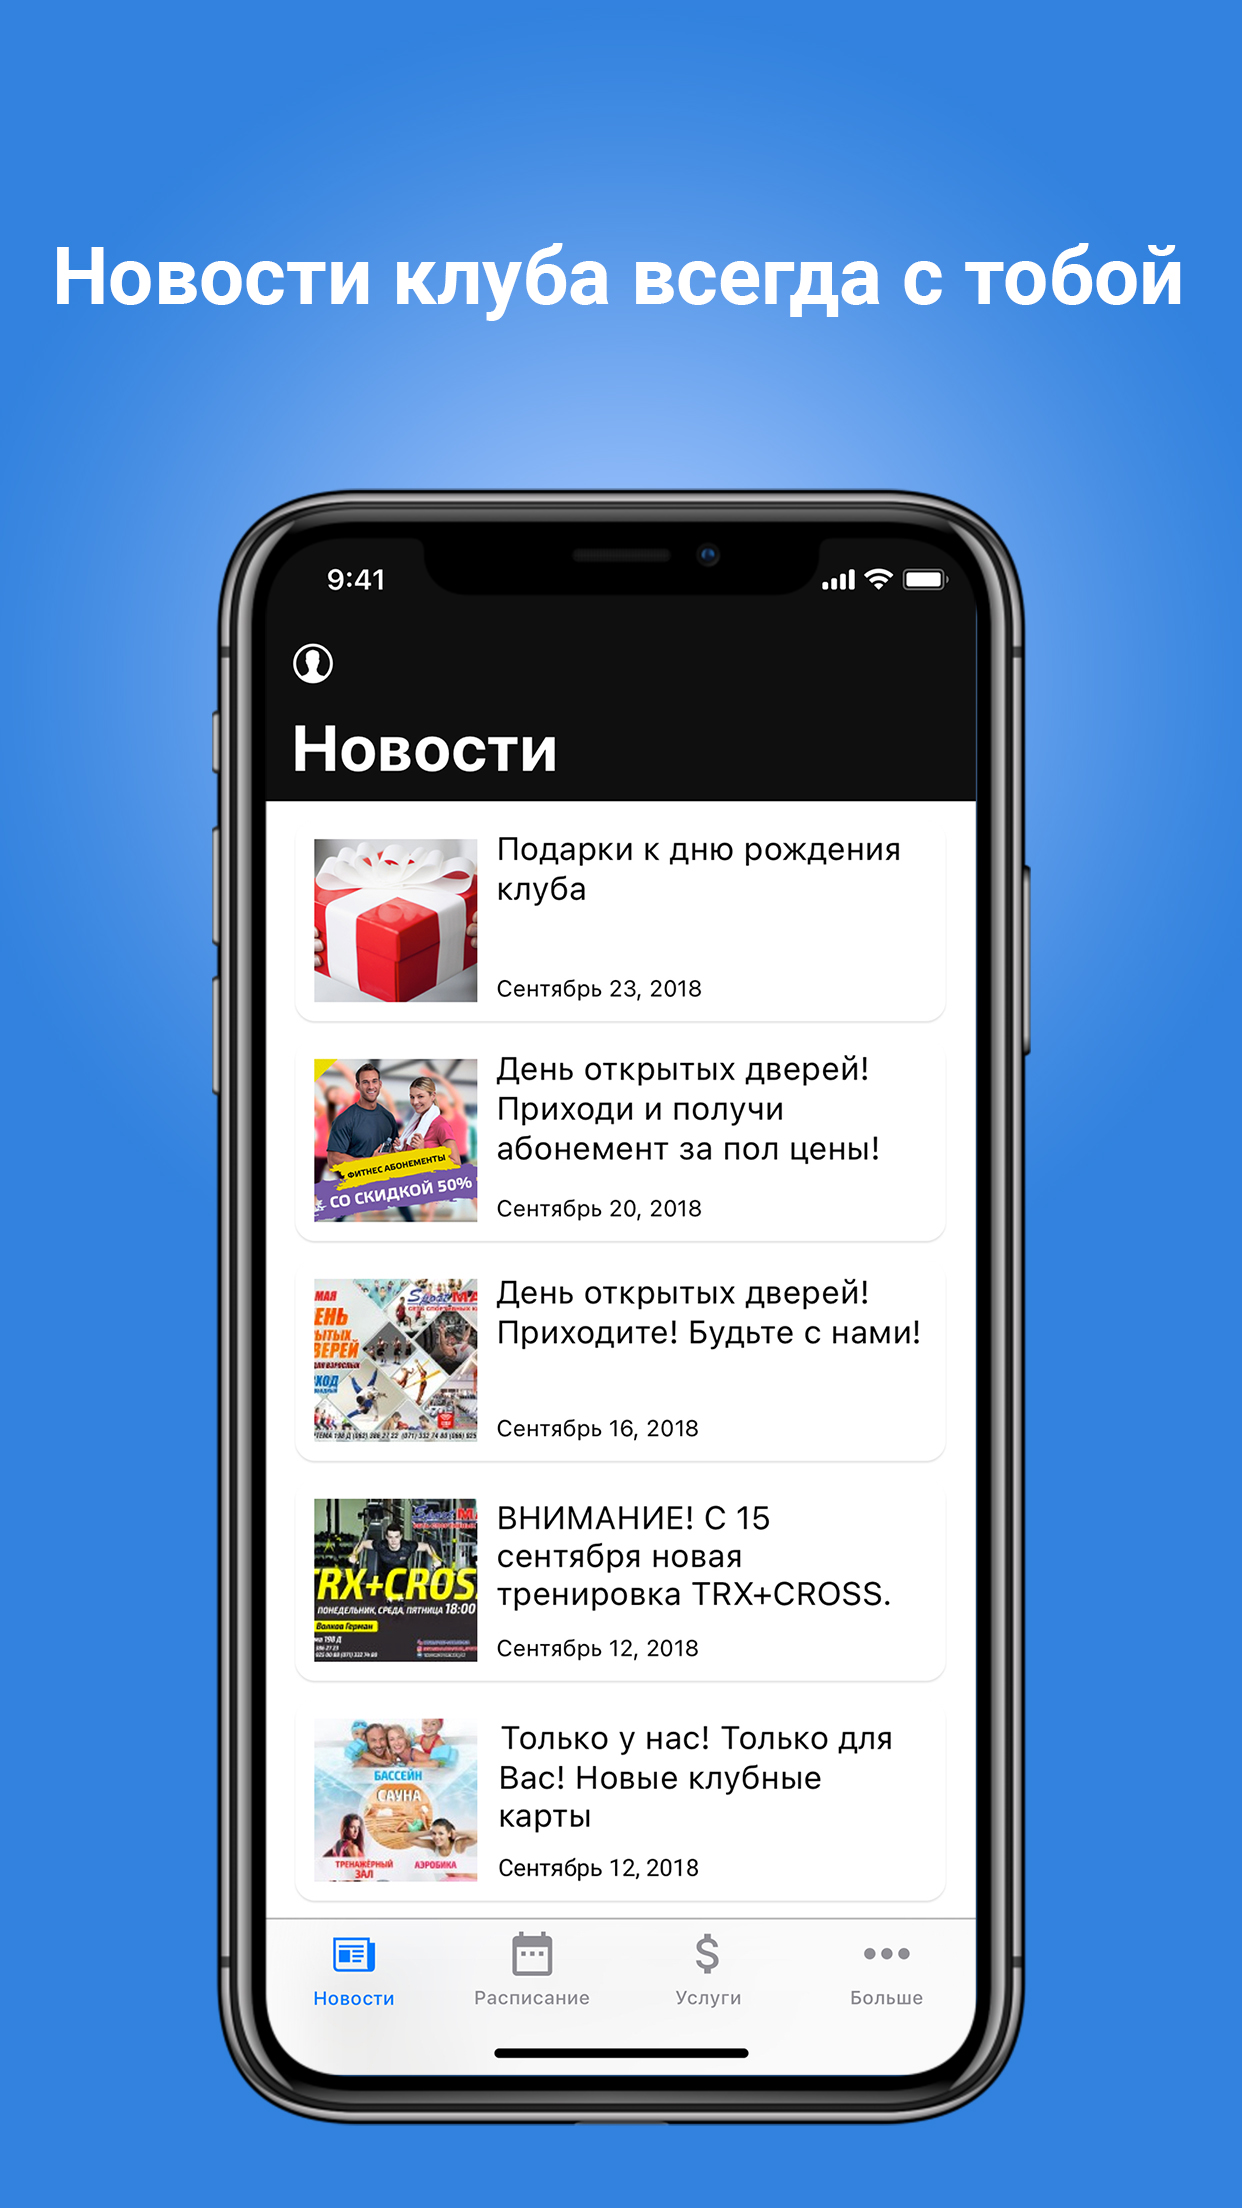 Новости клуба всегда с тобой
9:41
Новости
Подарки к дню рождения
клуба
Сентябрь 23, 2018
ФИТНЕС АБОНЕМЕНТЫ
СО СКИДКОЙ 50%
День открытых дверей!
Приходи и получи
абонемент за пол цены!
Сентябрь 20, 2018
МАЯ
День открытых дверей!
Приходите! Будьте с нами!
Сентябрь 16, 2018
TRX+CROSS
ПОНЕДЕЛЬНИК, СРЕДА, ПЯТНИЦА 18:00
Волков Герман
ВНИМАНИЕ! С 15
сентября новая
тренировка TRX+CROSS.
Сентябрь 12, 2018
БАССЕЙН
САУНА
ТРЕНАЖЁРНЫЙ
ЗАЛ
АЭРОБИКА
Только у нас! Только для
Вас! Новые клубные
карты
Сентябрь 12, 2018
Новости
Расписание
Услуги
Больше